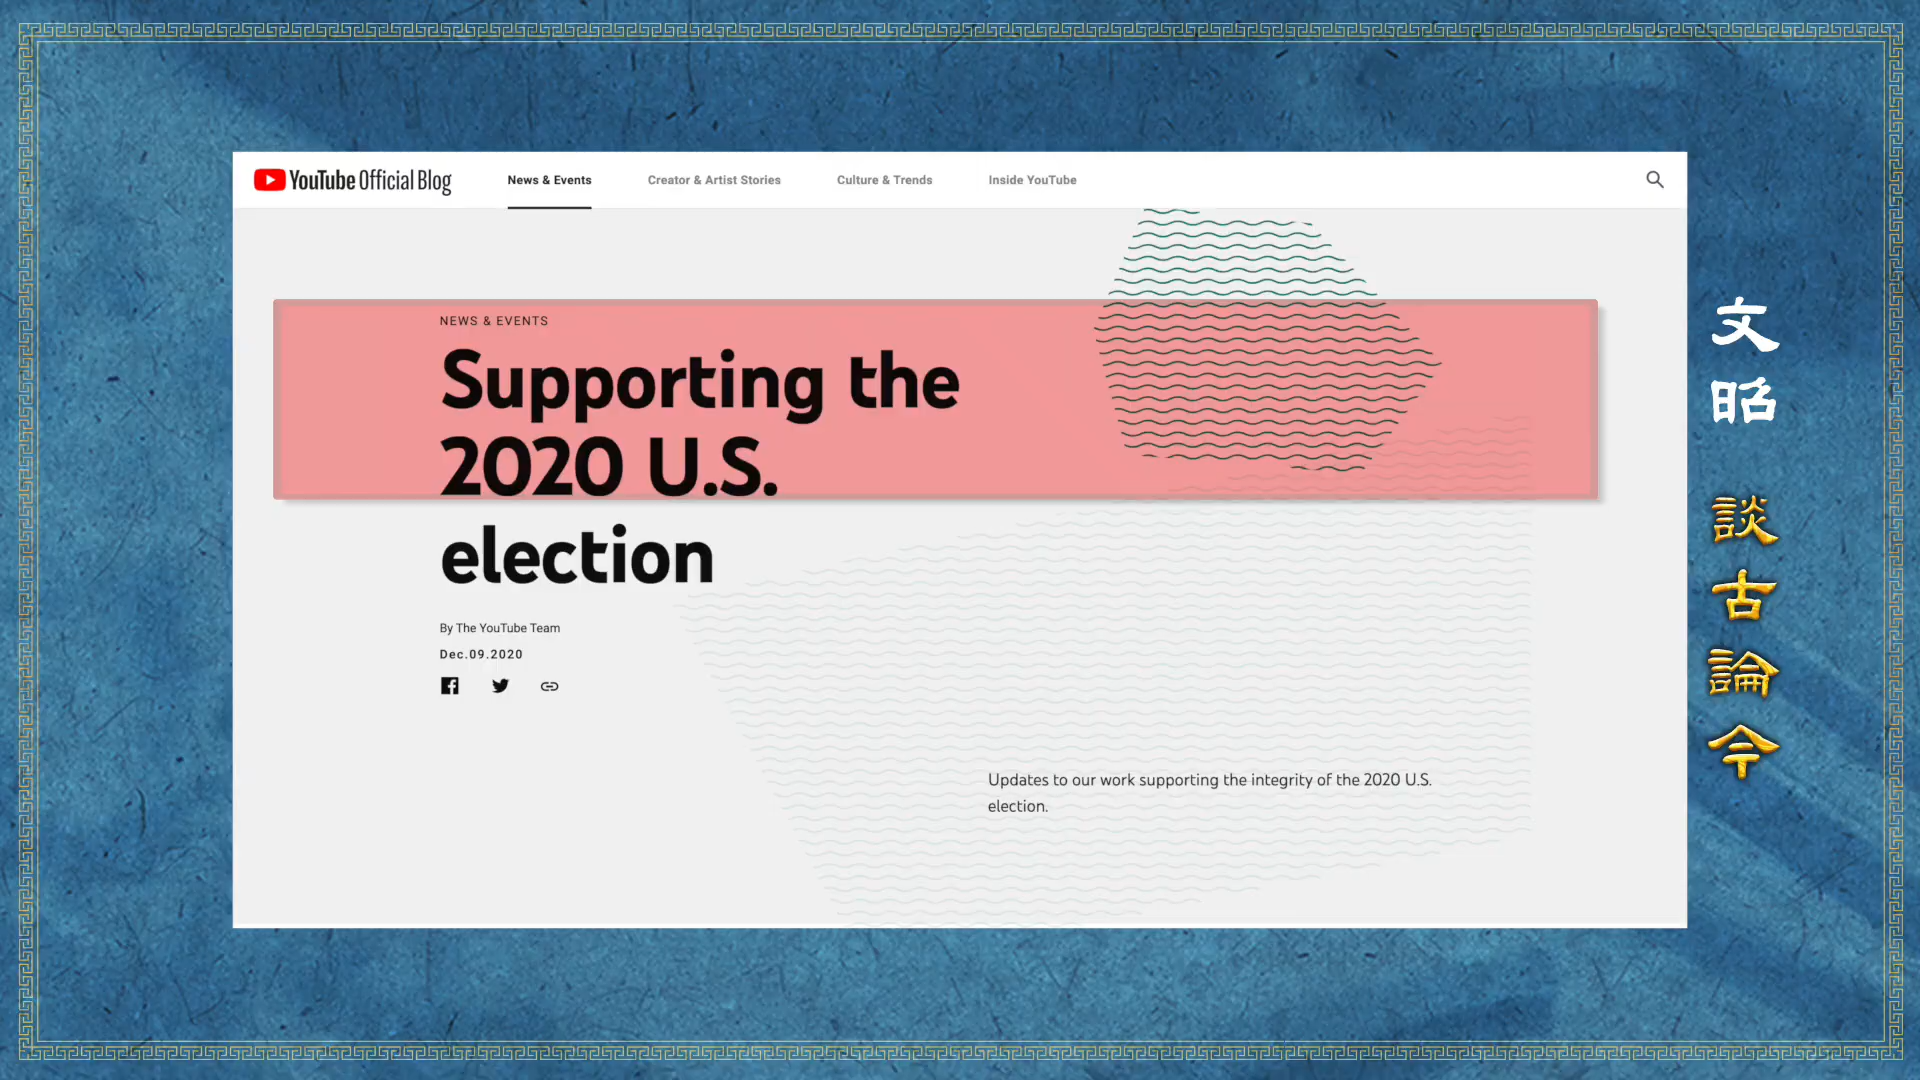 YouTube Official Blog
News & Events
Creator & Artist Stories
Culture & Trends
Inside YouTube
NEWS & EVENTS
Supporting the
2020 U.S.
election
By The YouTube Team
Dec.09.2020
Updates to our work supporting the integrity of the 2020 U.S.
election.
文昭
談古論今